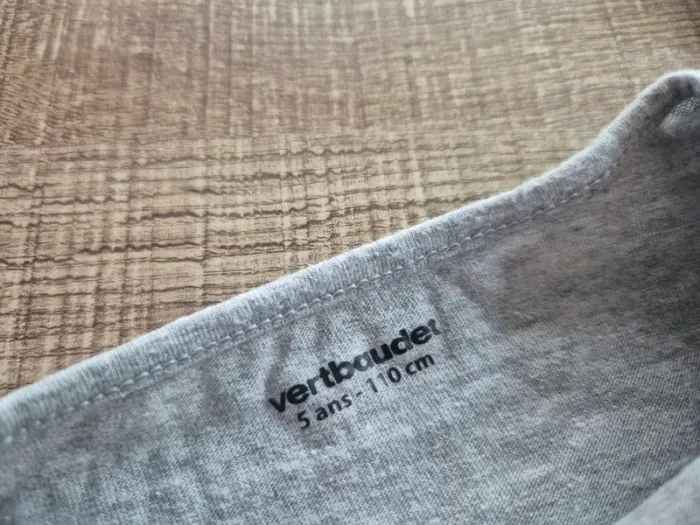 vertbaudet
5 ans - 110 cm